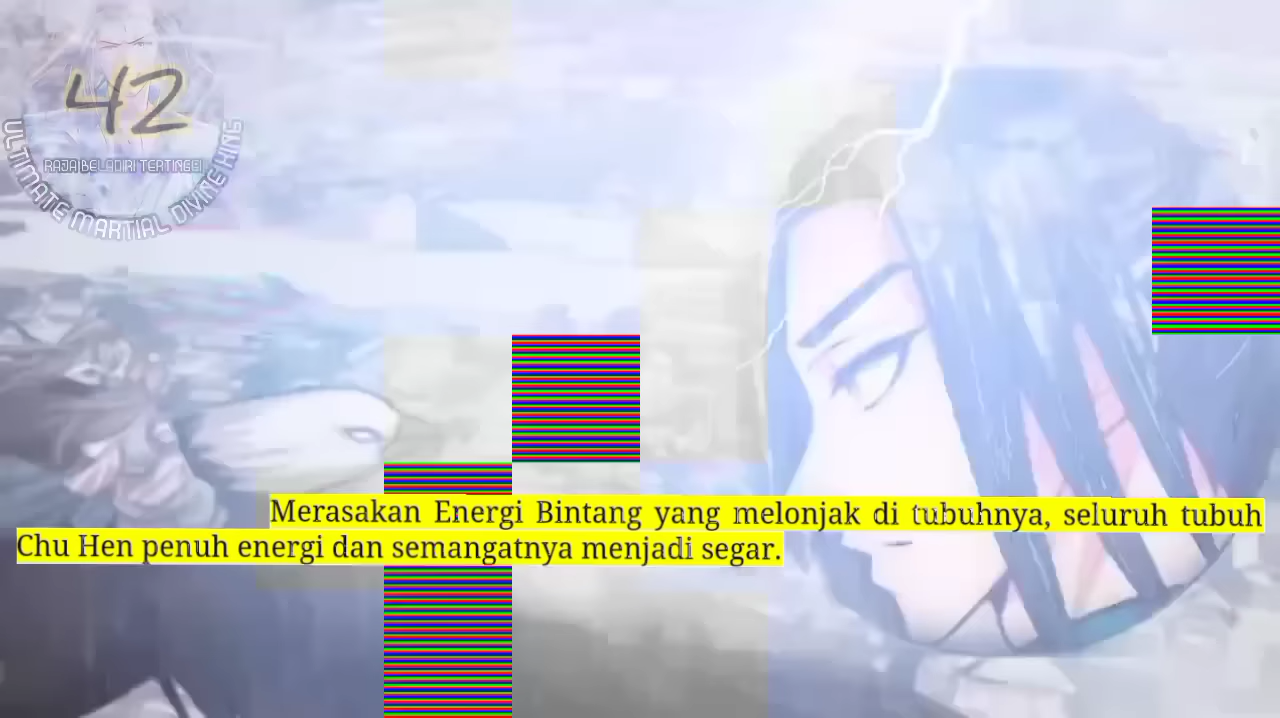 42
RAJA BELADIRI TERTINGGI
ULTIMATE MARTIAL DIVINE KING
Merasakan Energi Bintang yang melonjak di tubuhnya, seluruh tubuh
Chu Hen penuh energi dan semangatnya menjadi segar.